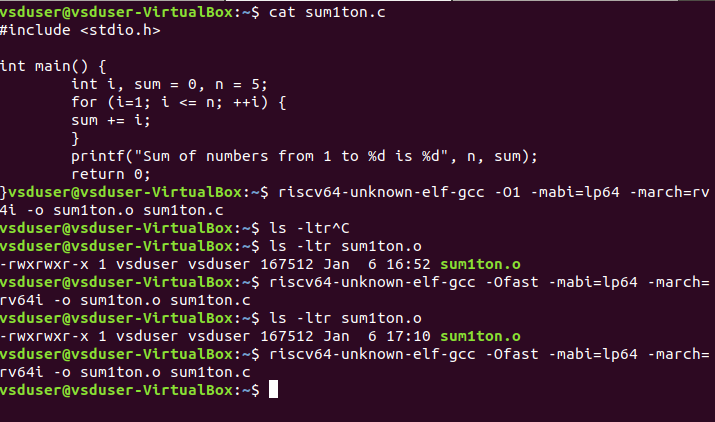 vsduser@vsduser-VirtualBox:~$ cat sum1ton.c
#include <stdio.h>
int main() {
int i, sum = 0, n = 5;
for (i=1; i <= n; ++i) {
sum += i;
}
printf("Sum of numbers from 1 to %d is %d", n, sum);
return 0;
}vsduser@vsduser-VirtualBox:~$ riscv64-unknown-elf-gcc -O1 -mabi=lp64 -march=rv
4i -o sum1ton.o sum1ton.c
vsduser@vsduser-VirtualBox:~$ ls -ltr^C
vsduser@vsduser-VirtualBox:~$ ls -ltr sum1ton.o
-rwxrwxr-x 1 vsduser vsduser 167512 Jan  6 16:52 sum1ton.o
vsduser@vsduser-VirtualBox:~$ riscv64-unknown-elf-gcc -Ofast -mabi=lp64 -march=
rv64i -o sum1ton.o sum1ton.c
vsduser@vsduser-VirtualBox:~$ ls -ltr sum1ton.o
-rwxrwxr-x 1 vsduser vsduser 167512 Jan  6 17:10 sum1ton.o
vsduser@vsduser-VirtualBox:~$ riscv64-unknown-elf-gcc -Ofast -mabi=lp64 -march=
rv64i -o sum1ton.o sum1ton.c
vsduser@vsduser-VirtualBox:~$